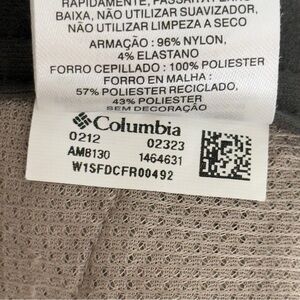 RAPIDAMENTE, PASSAR A FERRO
BAIXA, NÃO UTILIZAR SUAVIZADOR,
NÃO UTILIZAR LIMPEZA A SECO
ARMAÇÃO : 96% NYLON,
4% ELASTANO
FORRO CEPILLADO : 100% POLIESTER
FORRO EN MALHA :
57% POLIESTER RECICLADO,
43% POLIESTER
SEM DECORAÇÃO
Columbia
0212 02323
AM8130 1464631
W1SFDCFR00492